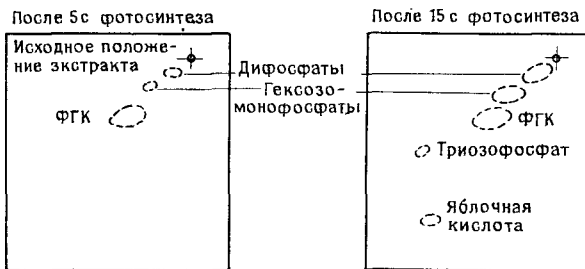 После 5с фотосинтеза
Исходное положе-
ние экстракта
ФГК
Дифосфаты
Гексозо-
монофосфаты
После 15с фотосинтеза
ФГК
Триозофосфат
Яблочная
кислота